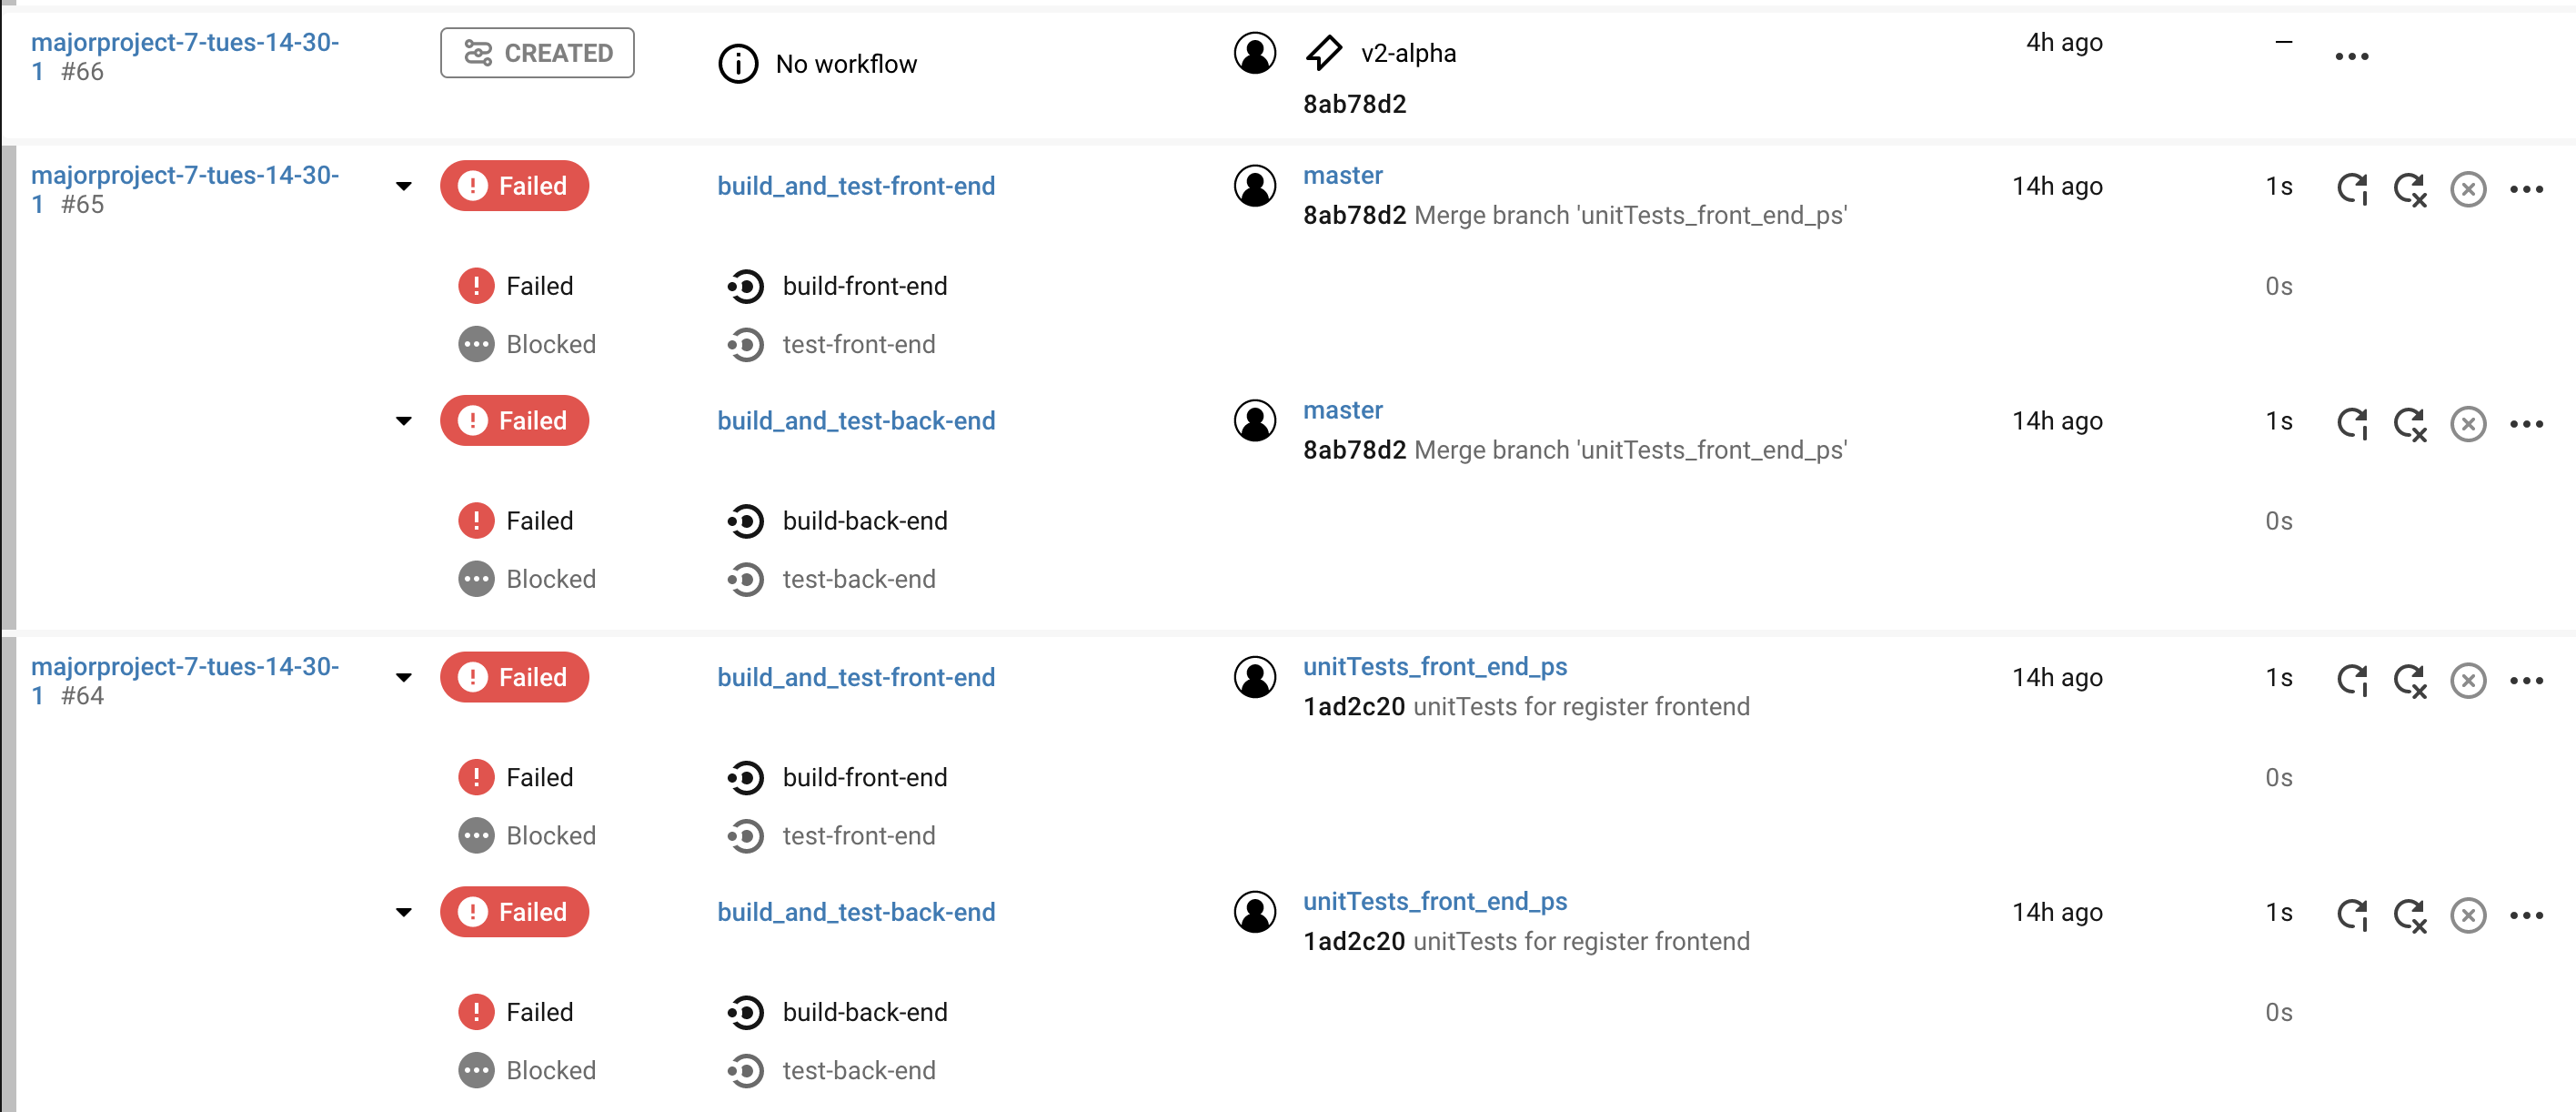 majorproject-7-tues-14-30-
1 #66
CREATED
No workflow
v2-alpha
8ab78d2
4h ago
–
majorproject-7-tues-14-30-
1 #65
Failed
build_and_test-front-end
master
8ab78d2 Merge branch 'unitTests_front_end_ps'
14h ago
1s
Failed
build-front-end
0s
Blocked
test-front-end
Failed
build_and_test-back-end
master
8ab78d2 Merge branch 'unitTests_front_end_ps'
14h ago
1s
Failed
build-back-end
0s
Blocked
test-back-end
majorproject-7-tues-14-30-
1 #64
Failed
build_and_test-front-end
unitTests_front_end_ps
1ad2c20 unitTests for register frontend
14h ago
1s
Failed
build-front-end
0s
Blocked
test-front-end
Failed
build_and_test-back-end
unitTests_front_end_ps
1ad2c20 unitTests for register frontend
14h ago
1s
Failed
build-back-end
0s
Blocked
test-back-end